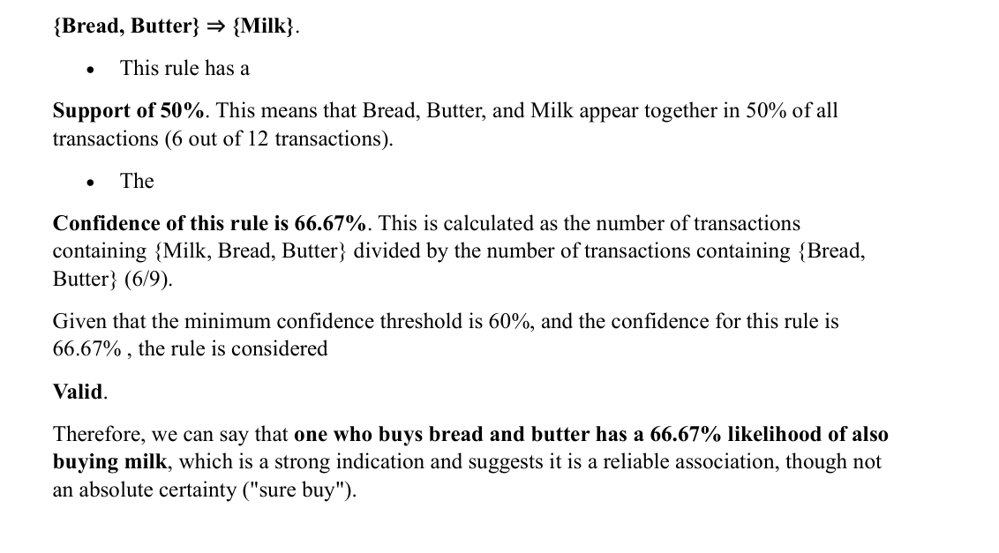 {Bread, Butter} ⇒ {Milk}.
• This rule has a
Support of 50%. This means that Bread, Butter, and Milk appear together in 50% of all
transactions (6 out of 12 transactions).
• The
Confidence of this rule is 66.67%. This is calculated as the number of transactions
containing {Milk, Bread, Butter} divided by the number of transactions containing {Bread,
Butter} (6/9).
Given that the minimum confidence threshold is 60%, and the confidence for this rule is
66.67% , the rule is considered
Valid.
Therefore, we can say that one who buys bread and butter has a 66.67% likelihood of also
buying milk, which is a strong indication and suggests it is a reliable association, though not
an absolute certainty ("sure buy").